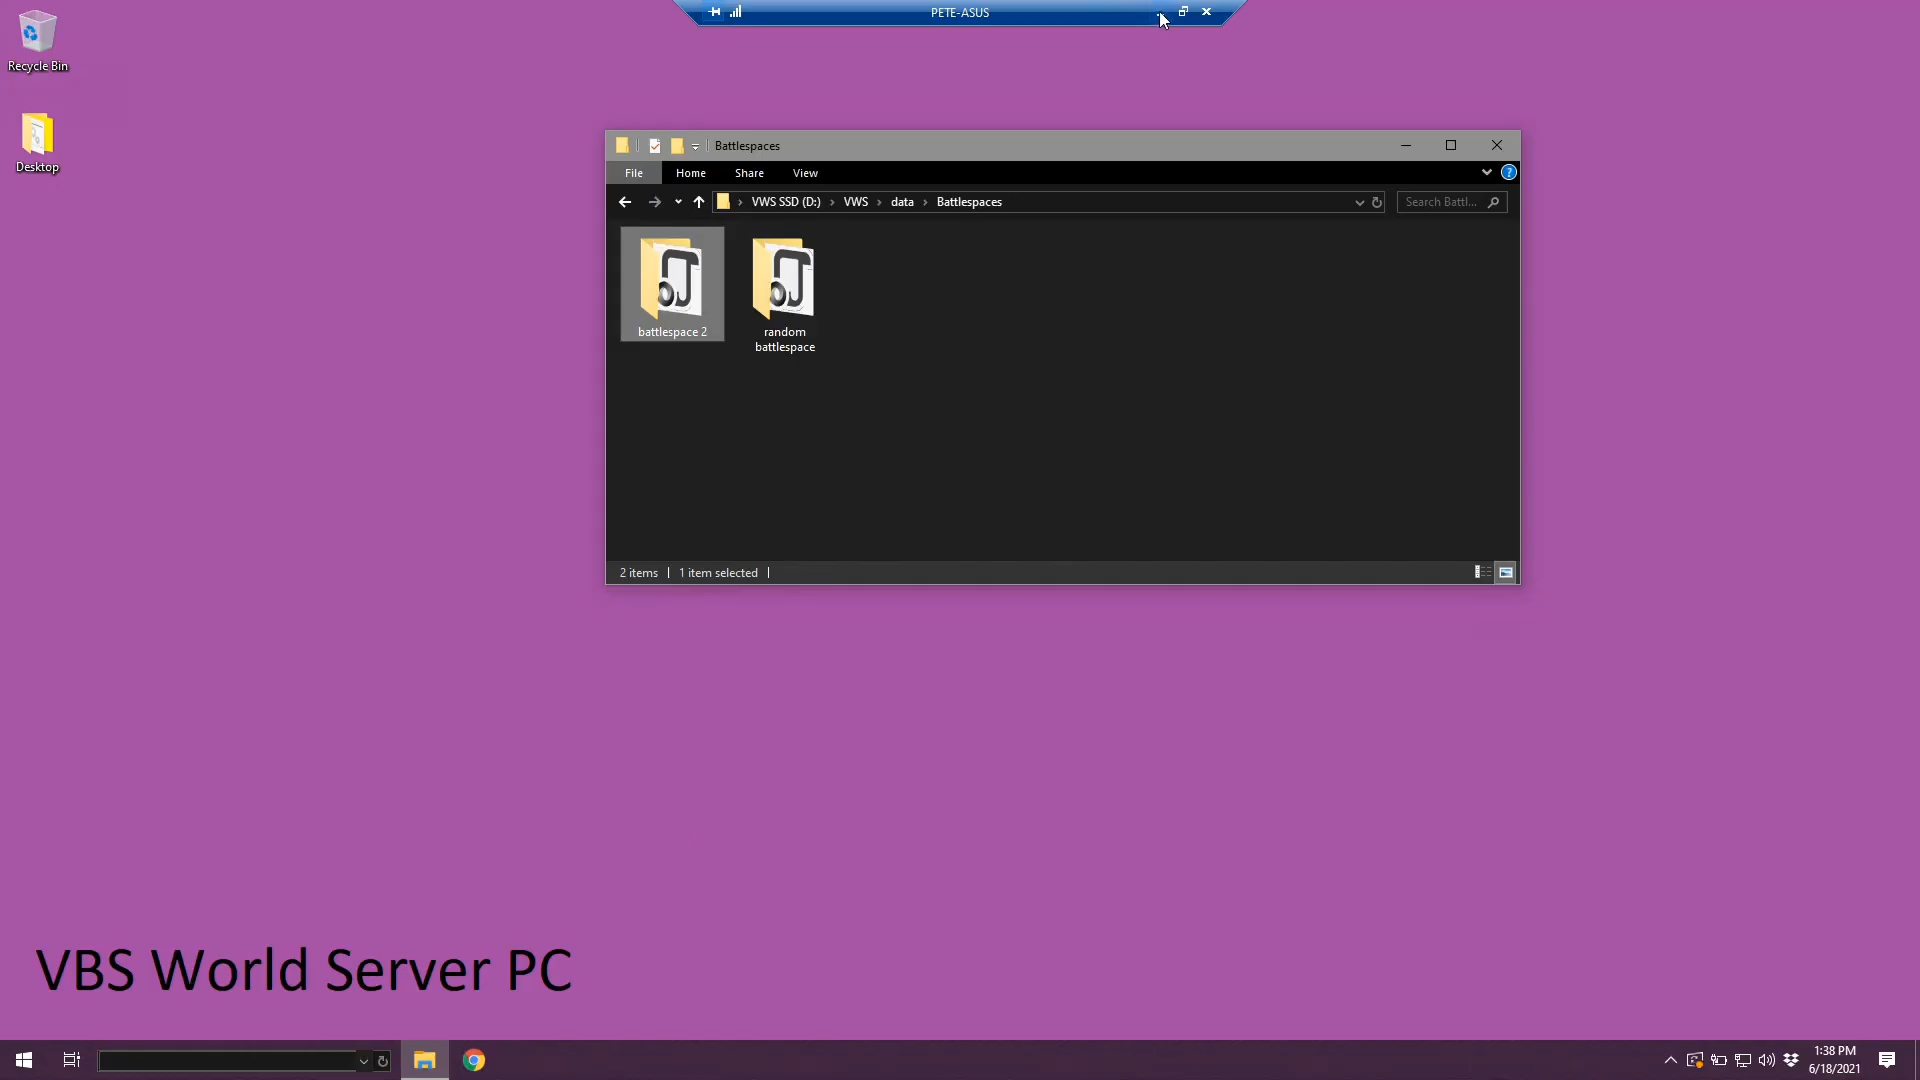 PETE-ASUS
Recycle Bin
Desktop
Battlespaces
File Home Share View
VWS SSD (D:) VWS data Battlespaces
Search Battl...
battlespace 2
random
battlespace
2 items 1 item selected
VBS World Server PC
1:38 PM
6/18/2021